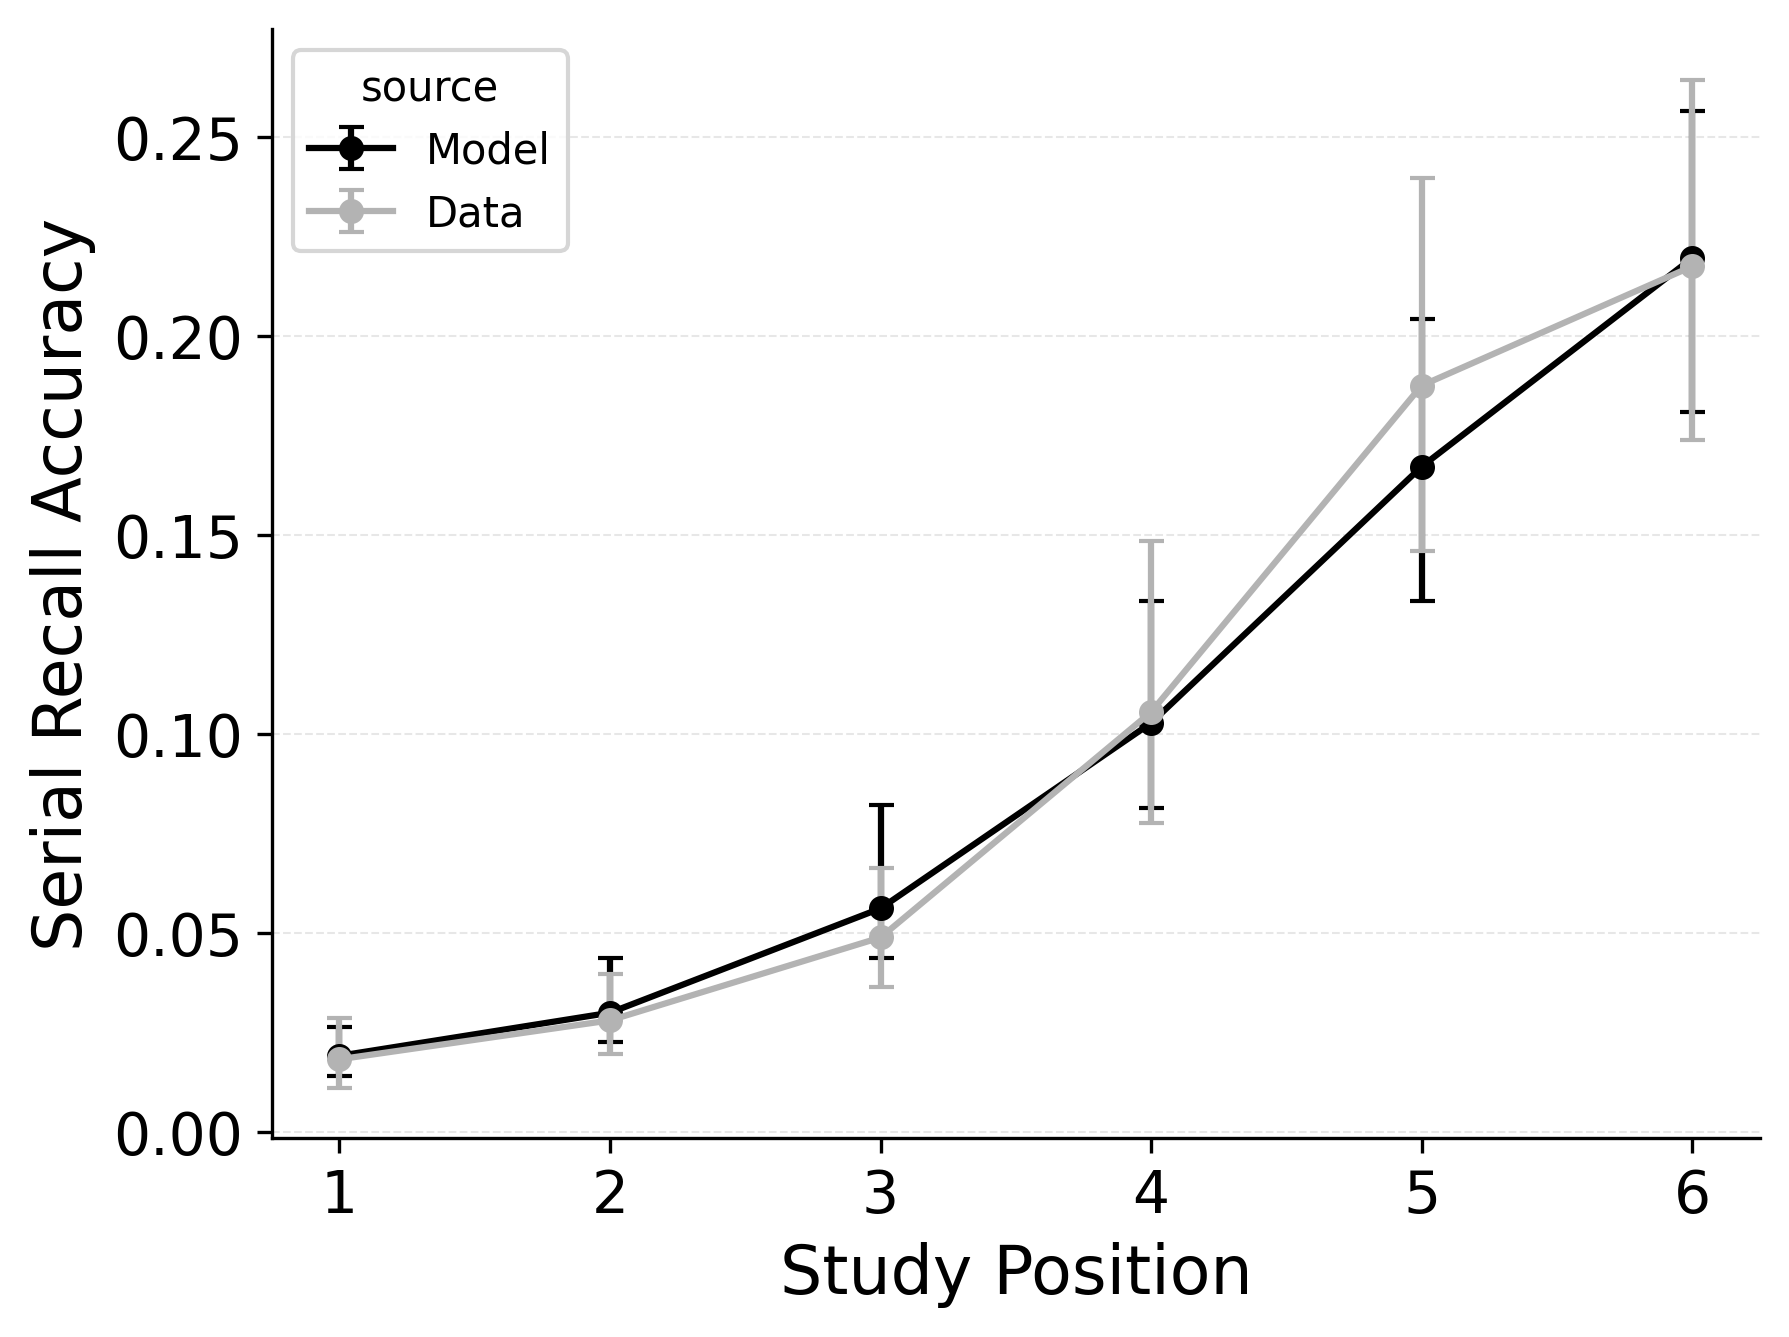 source
Model
Data
Serial Recall Accuracy
0.25
0.20
0.15
0.10
0.05
0.00
1 2 3 4 5 6
Study Position